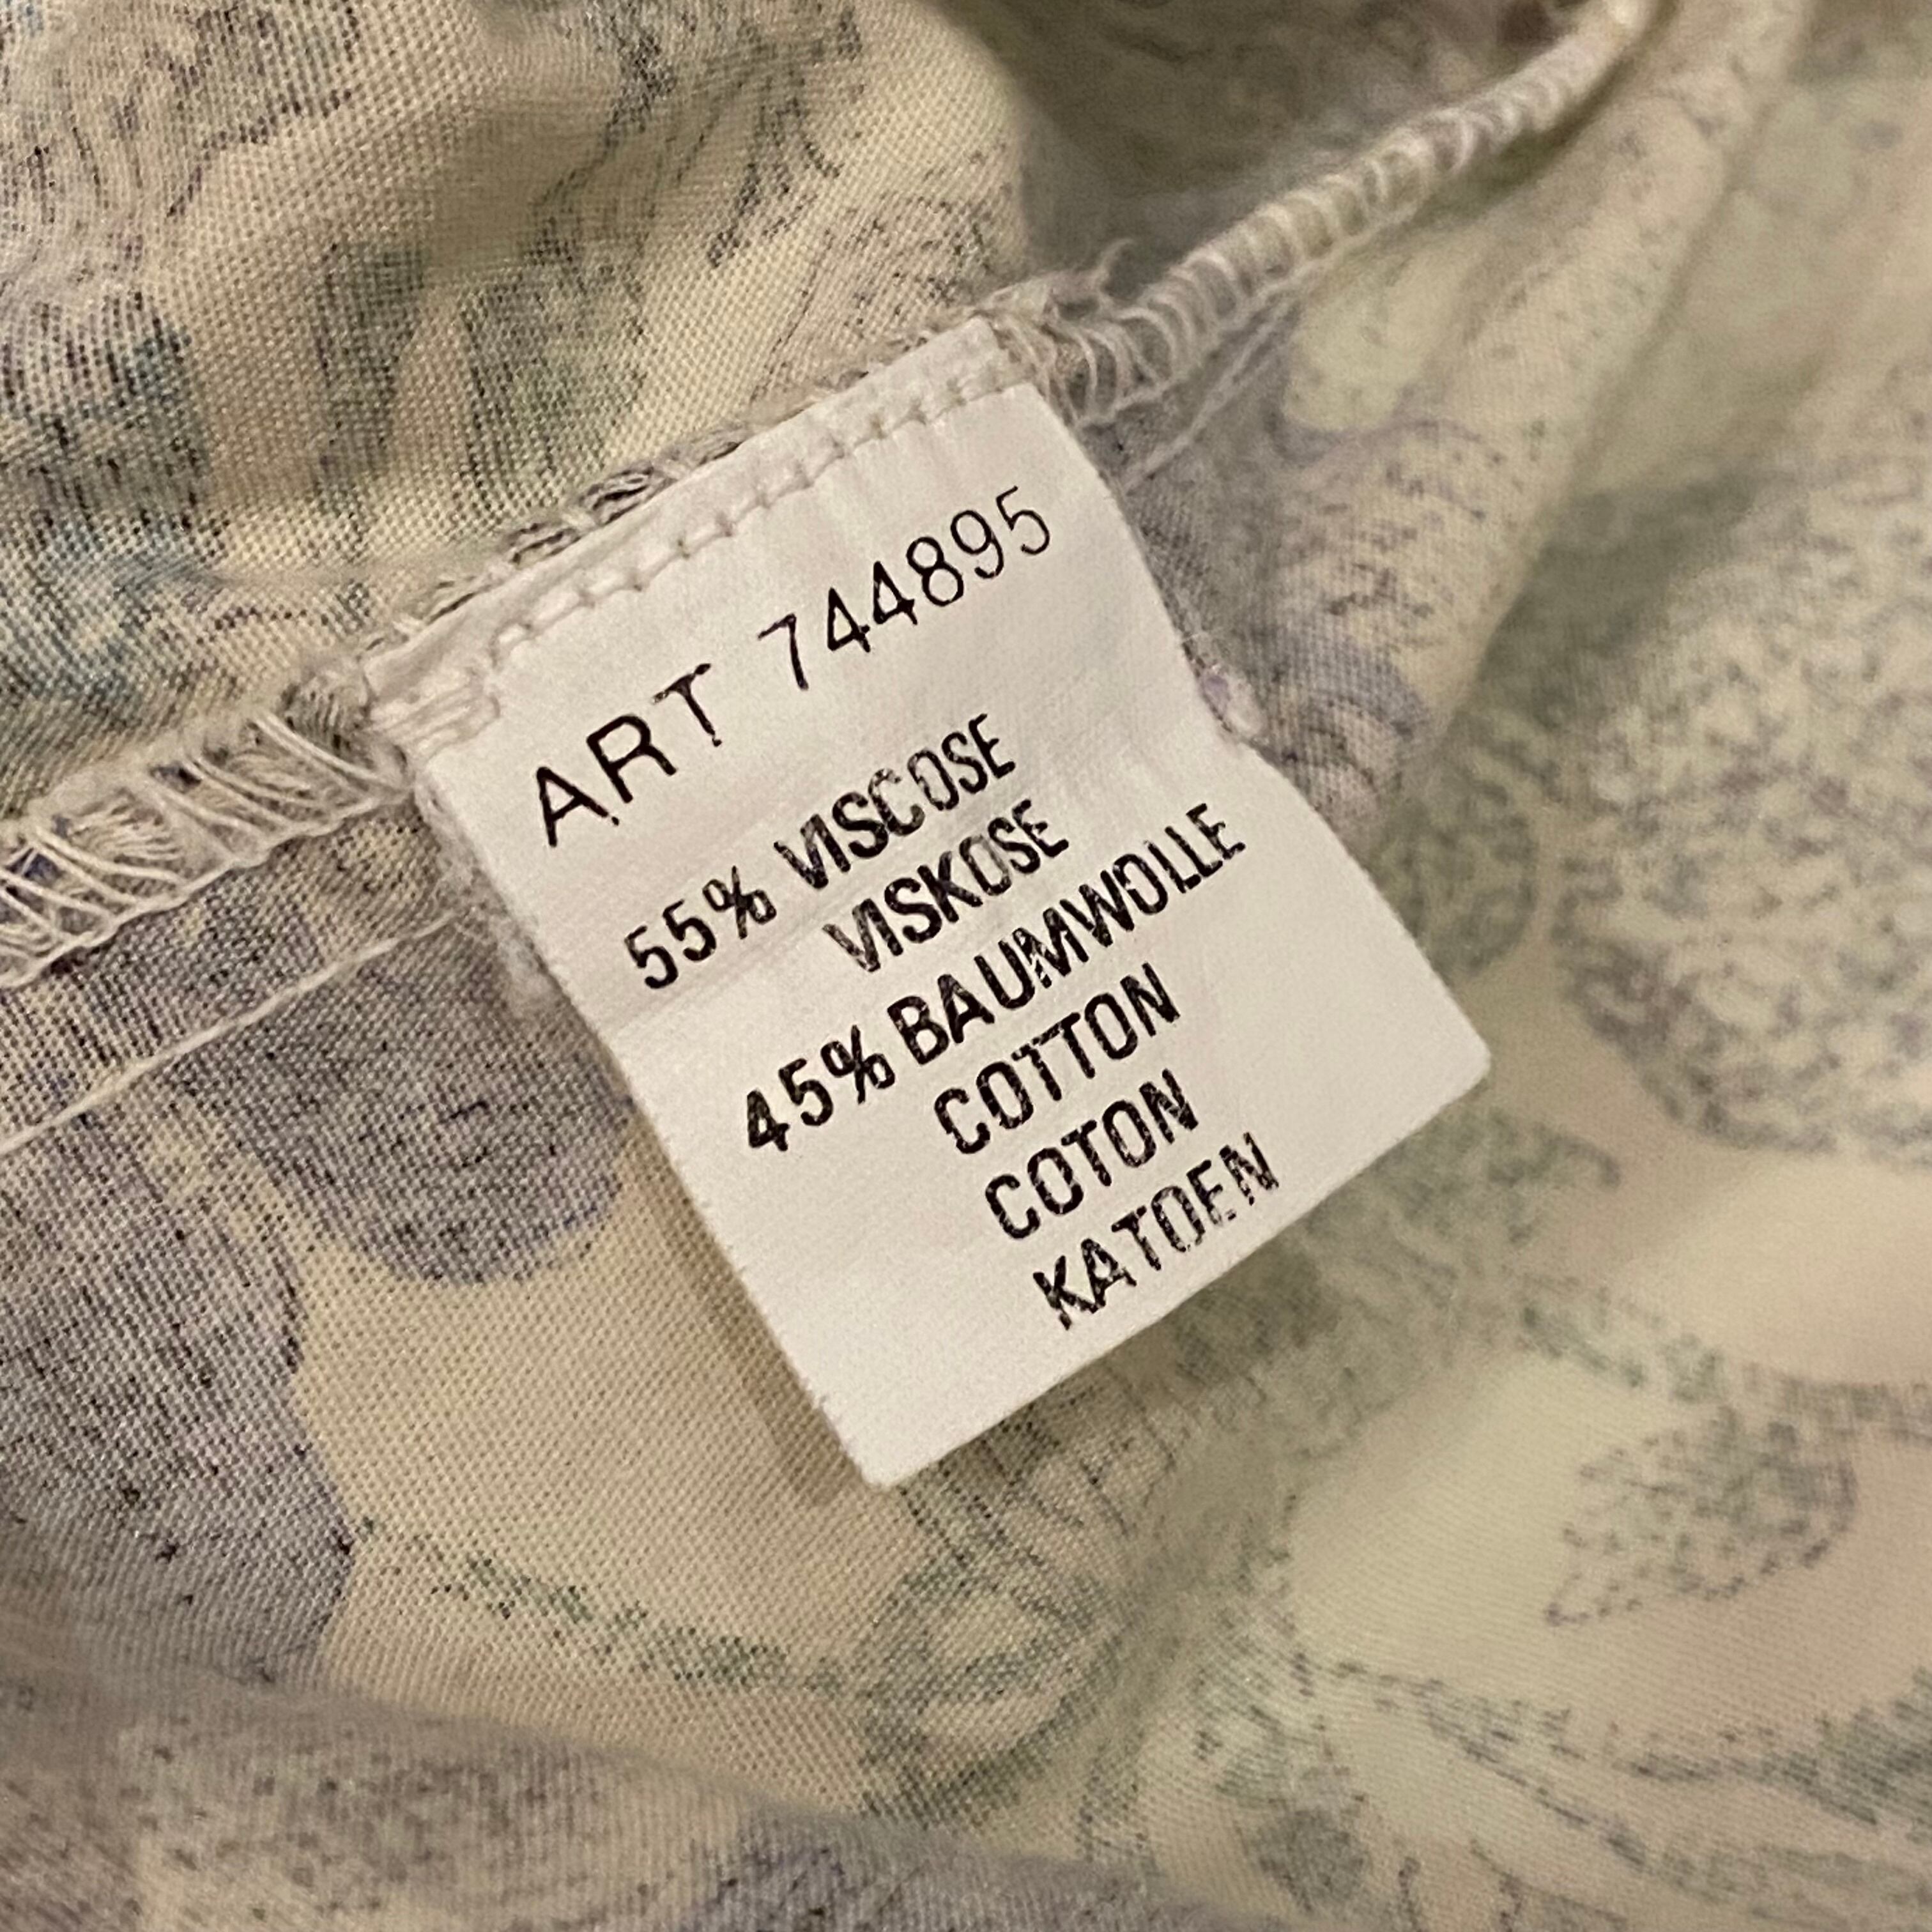 ART 744895
55% VISCOSE
VISKOSE
45% BAUMWOLLE
COTTON
COTON
KATOEN